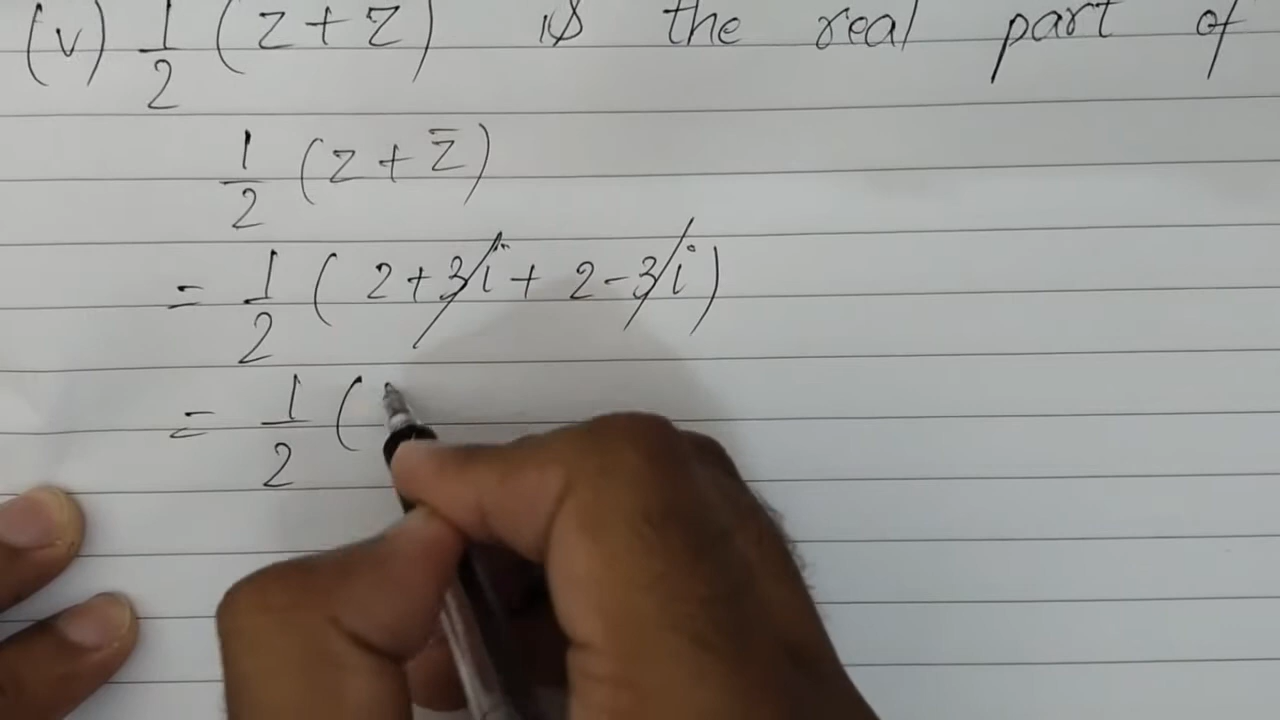 (v) 1/2 (z + z) is the real part of
1/2 (z + z̄)
= 1/2 ( 2 + 3i + 2 - 3i )
= 1/2 (